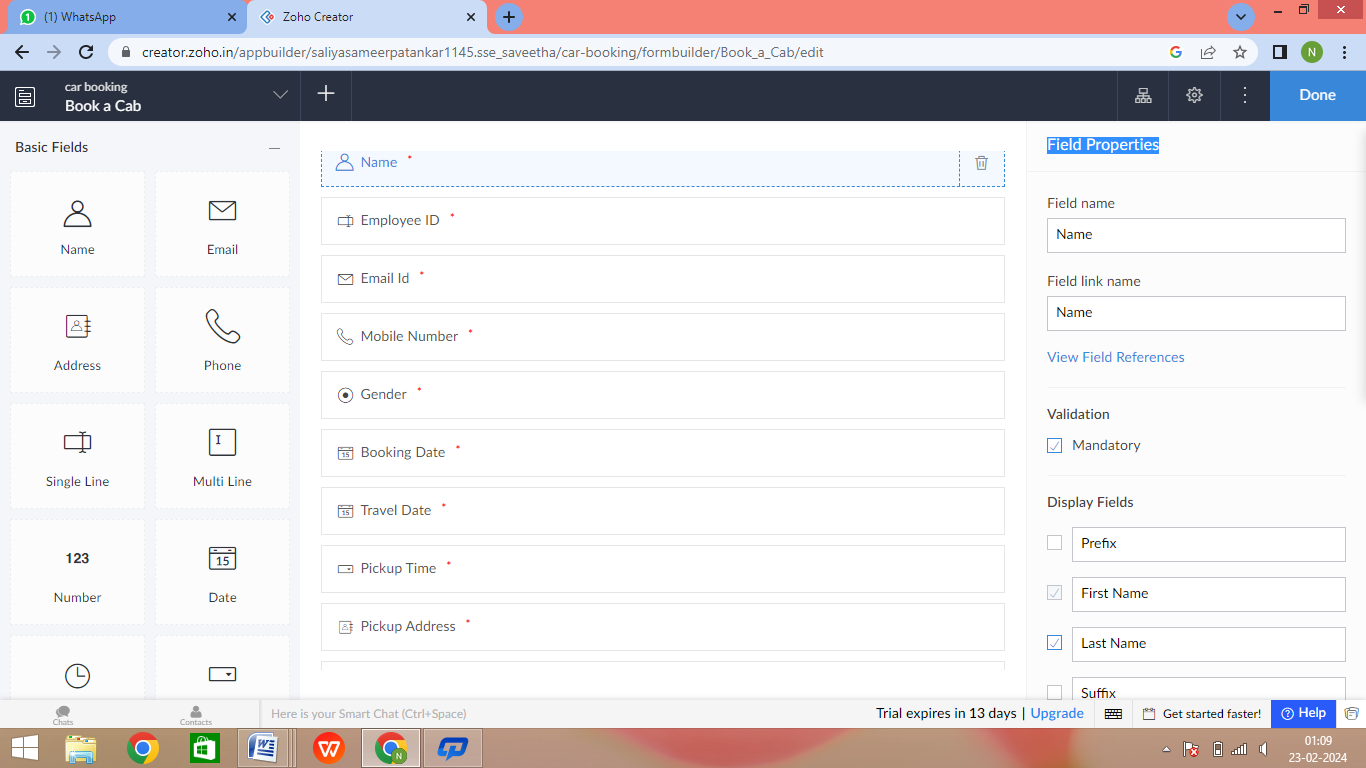 (1) WhatsApp
Zoho Creator
creator.zoho.in/appbuilder/saliyasameerpatankar1145.sse_saveetha/car-booking/formbuilder/Book_a_Cab/edit
G
N
car booking
Book a Cab
Done
Basic Fields
Name
Email
Address
Phone
Single Line
I
Multi Line
123
Number
15
Date
Name *
Employee ID *
Email Id *
Mobile Number *
Gender *
15 Booking Date *
15 Travel Date *
Pickup Time *
Pickup Address *
Field Properties
Field name
Name
Field link name
Name
View Field References
Validation
Mandatory
Display Fields
Prefix
First Name
Last Name
Suffix
Chats
Contacts
Here is your Smart Chat (Ctrl+Space)
Trial expires in 13 days | Upgrade
Get started faster!
? Help
W
W
N
01:09
23-02-2024